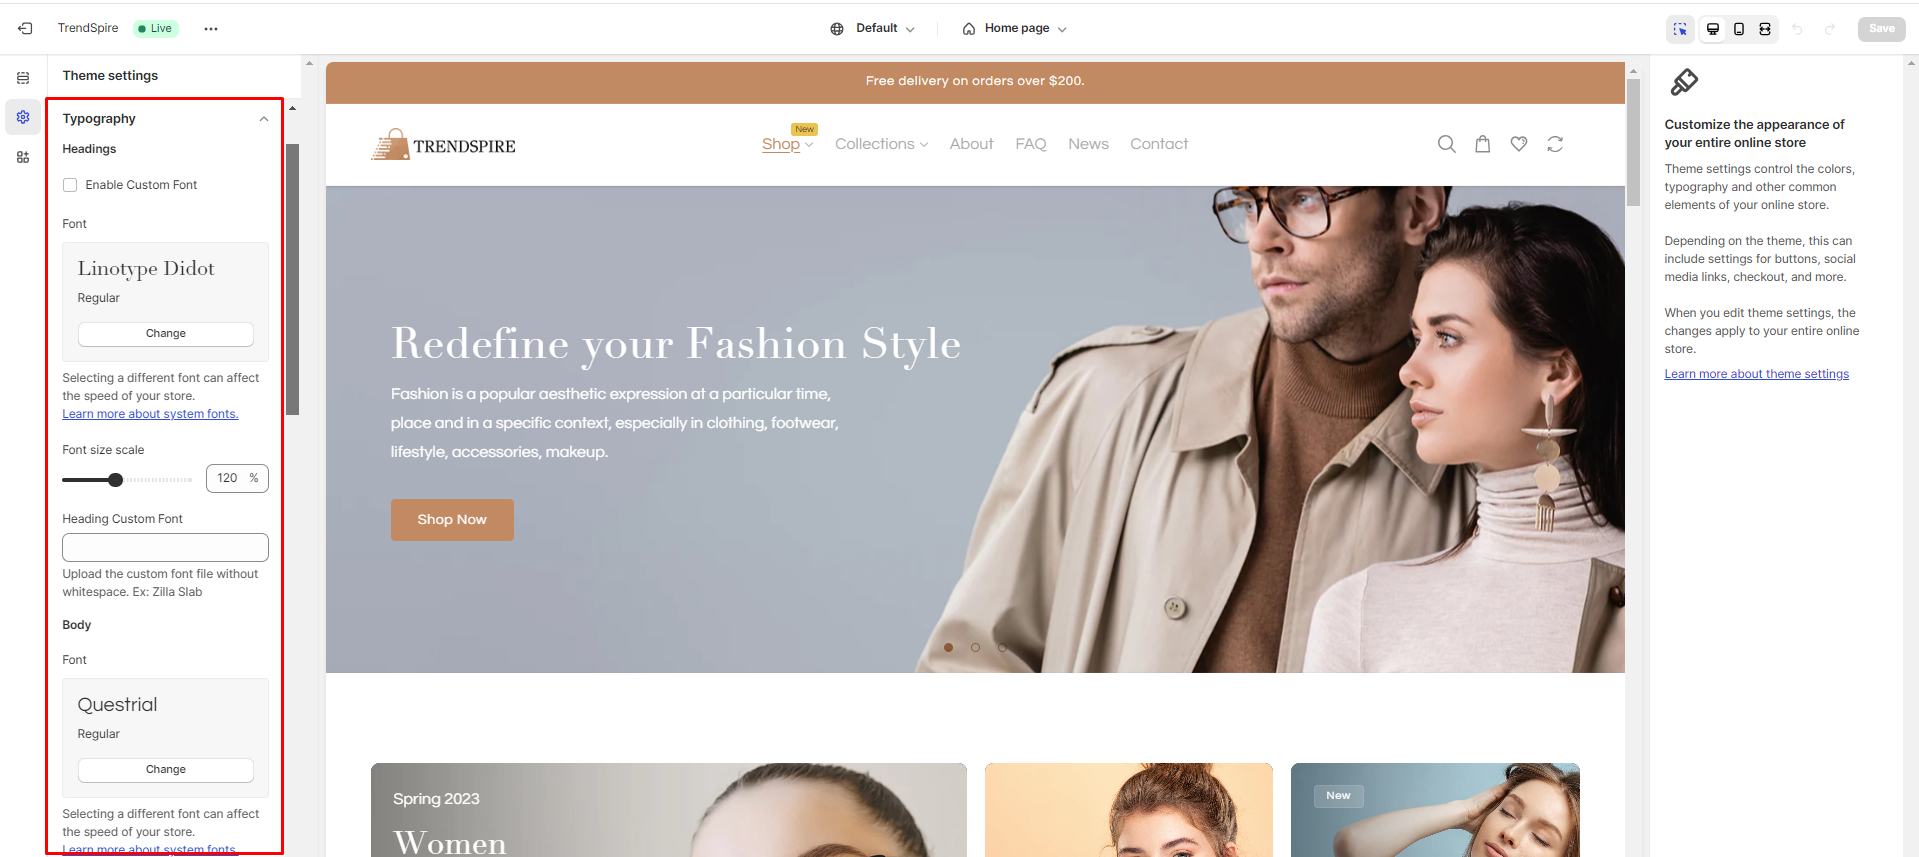 TrendSpire
Live
Default
Home page
Save
Theme settings
Typography
Headings
Enable Custom Font
Font
Linotype Didot
Regular
Change
Selecting a different font can affect
the speed of your store.
Learn more about system fonts.
Font size scale
120 %
Heading Custom Font
Upload the custom font file without
whitespace. Ex: Zilla Slab
Body
Font
Questrial
Regular
Change
Selecting a different font can affect
the speed of your store.
Learn more about system fonts.
Free delivery on orders over $200.
TRENDSPIRE
New
Shop Collections About FAQ News Contact
Redefine your Fashion Style
Fashion is a popular aesthetic expression at a particular time,
place and in a specific context, especially in clothing, footwear,
lifestyle, accessories, makeup.
Shop Now
Spring 2023
Women
New
Customize the appearance of
your entire online store
Theme settings control the colors,
typography and other common
elements of your online store.
Depending on the theme, this can
include settings for buttons, social
media links, checkout, and more.
When you edit theme settings, the
changes apply to your entire online
store.
Learn more about theme settings